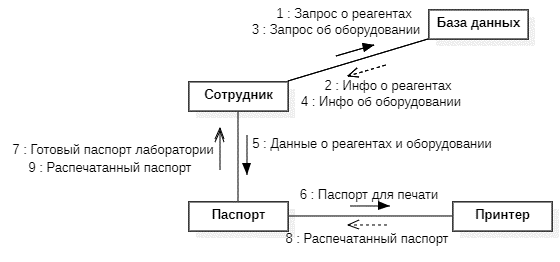 1 : Запрос о реагентах
База данных
3 : Запрос об оборудовании
2 : Инфо о реагентах
Сотрудник
4 : Инфо об оборудовании
7 : Готовый паспорт лаборатории
5 : Данные о реагентах и оборудовании
9 : Распечатанный паспорт
6 : Паспорт для печати
Паспорт
Принтер
8 : Распечатанный паспорт